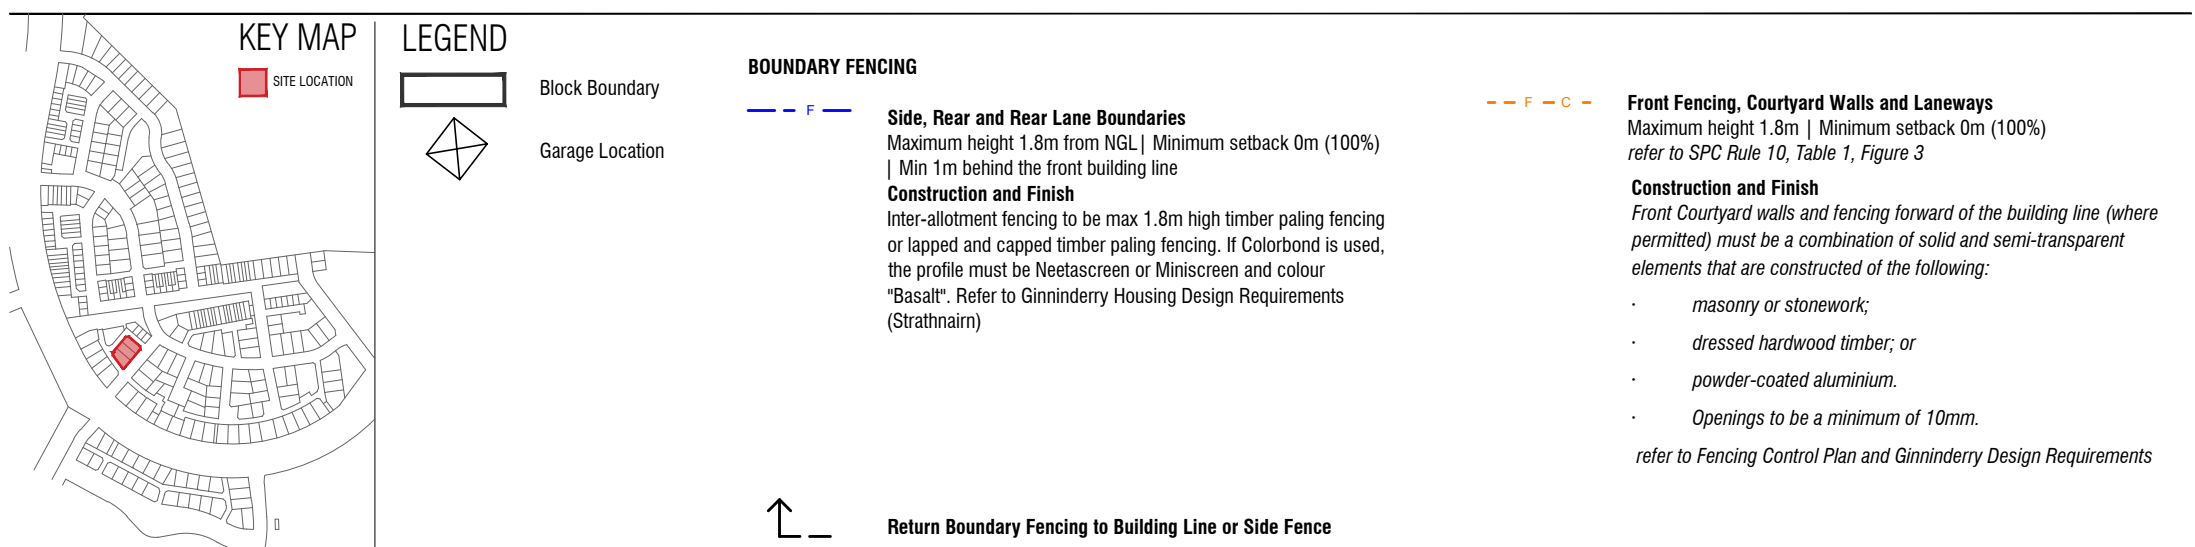 KEY MAP
SITE LOCATION
LEGEND
Block Boundary
Garage Location
BOUNDARY FENCING
F
Side, Rear and Rear Lane Boundaries
Maximum height 1.8m from NGL| Minimum setback 0m (100%)
| Min 1m behind the front building line
Construction and Finish
Inter-allotment fencing to be max 1.8m high timber paling fencing
or lapped and capped timber paling fencing. If Colorbond is used,
the profile must be Neetascreen or Miniscreen and colour
"Basalt". Refer to Ginninderry Housing Design Requirements
(Strathnairn)
Return Boundary Fencing to Building Line or Side Fence
F C
Front Fencing, Courtyard Walls and Laneways
Maximum height 1.8m | Minimum setback 0m (100%)
refer to SPC Rule 10, Table 1, Figure 3
Construction and Finish
Front Courtyard walls and fencing forward of the building line (where
permitted) must be a combination of solid and semi-transparent
elements that are constructed of the following:
· masonry or stonework;
· dressed hardwood timber; or
· powder-coated aluminium.
· Openings to be a minimum of 10mm.
refer to Fencing Control Plan and Ginninderry Design Requirements